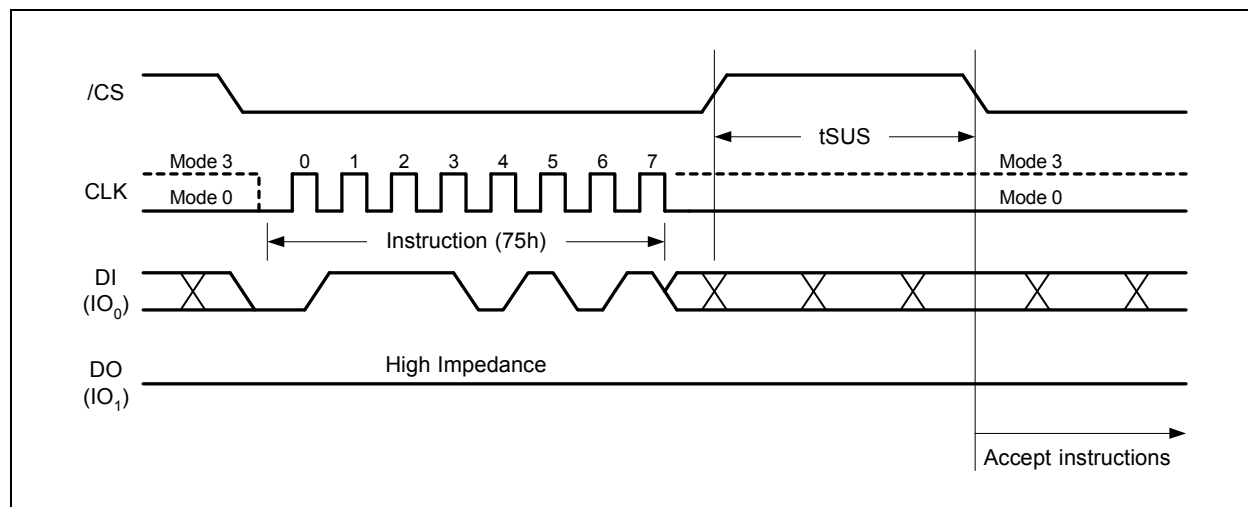 /CS
tSUS
Mode 3 0 1 2 3 4 5 6 7 Mode 3
CLK
Mode 0 Mode 0
Instruction (75h)
DI
(IO0)
High Impedance
DO
(IO1)
Accept instructions